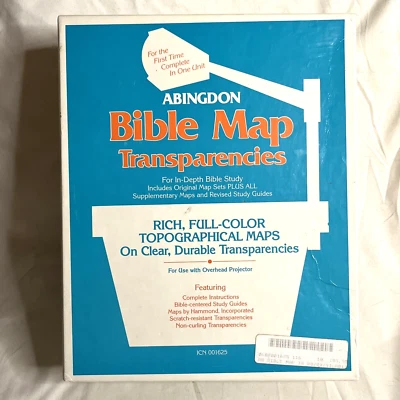 For the
First Time
Complete
In One Unit
ABINGDON
Bible Map
Transparencies
For In-Depth Bible Study
Includes Original Map Sets PLUS ALL
Supplementary Maps and Revised Study Guides
RICH, FULL-COLOR
TOPOGRAPHICAL MAPS
On Clear, Durable Transparencies
For Use with Overhead Projector
Featuring
Complete Instructions
Bible-centered Study Guides
Maps by Hammond, Incorporated
Scratch-resistant Transparencies
Non-curling Transparencies
ICN 001625